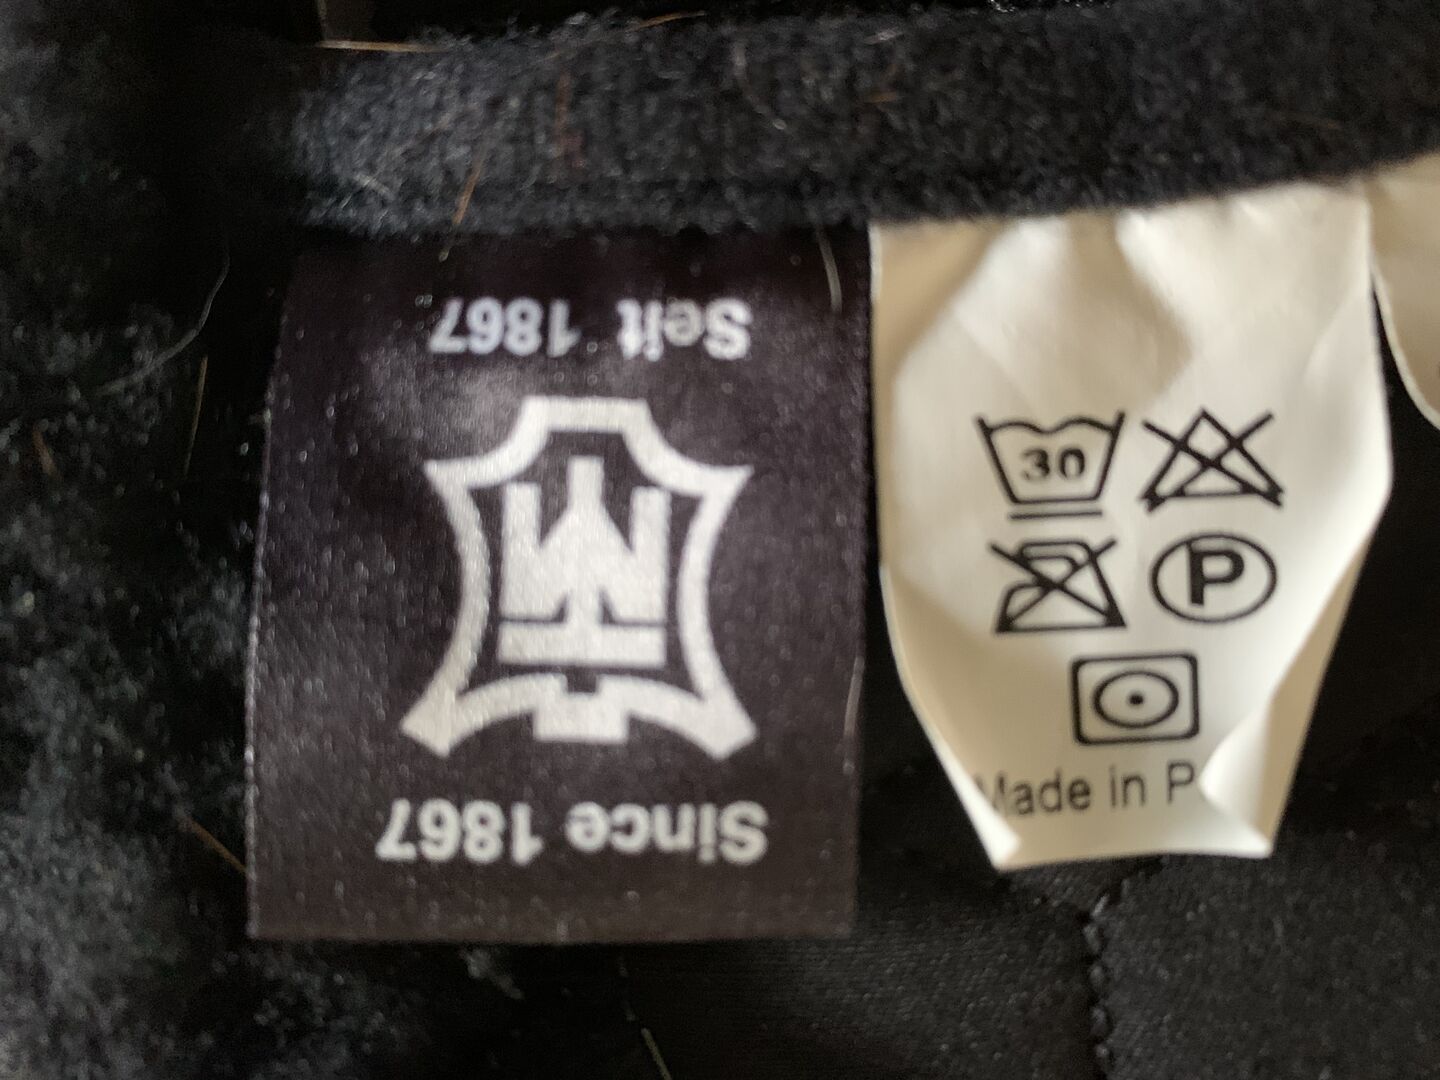 Since 1867
Seit 1867
30
P
Made in